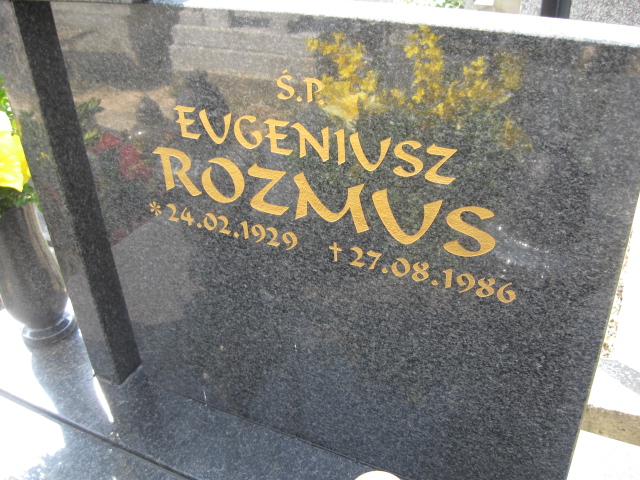 Ś.P.
EUGENIUSZ
ROZMUS
*24.02.1929 †27.08.1986